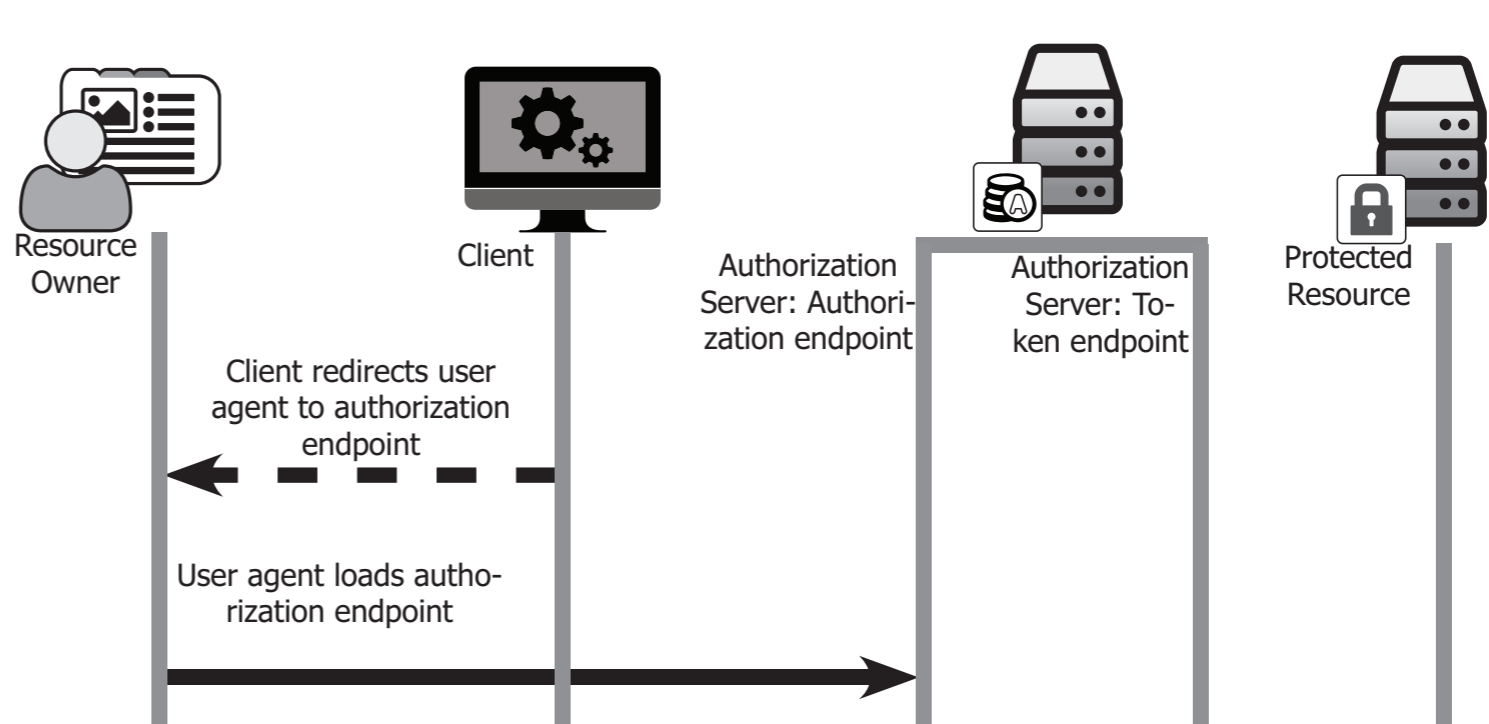 Resource
Owner
Client
Authorization
Server: Authori-
zation endpoint
Authorization
Server: To-
ken endpoint
Protected
Resource
Client redirects user
agent to authorization
endpoint
User agent loads autho-
rization endpoint
A